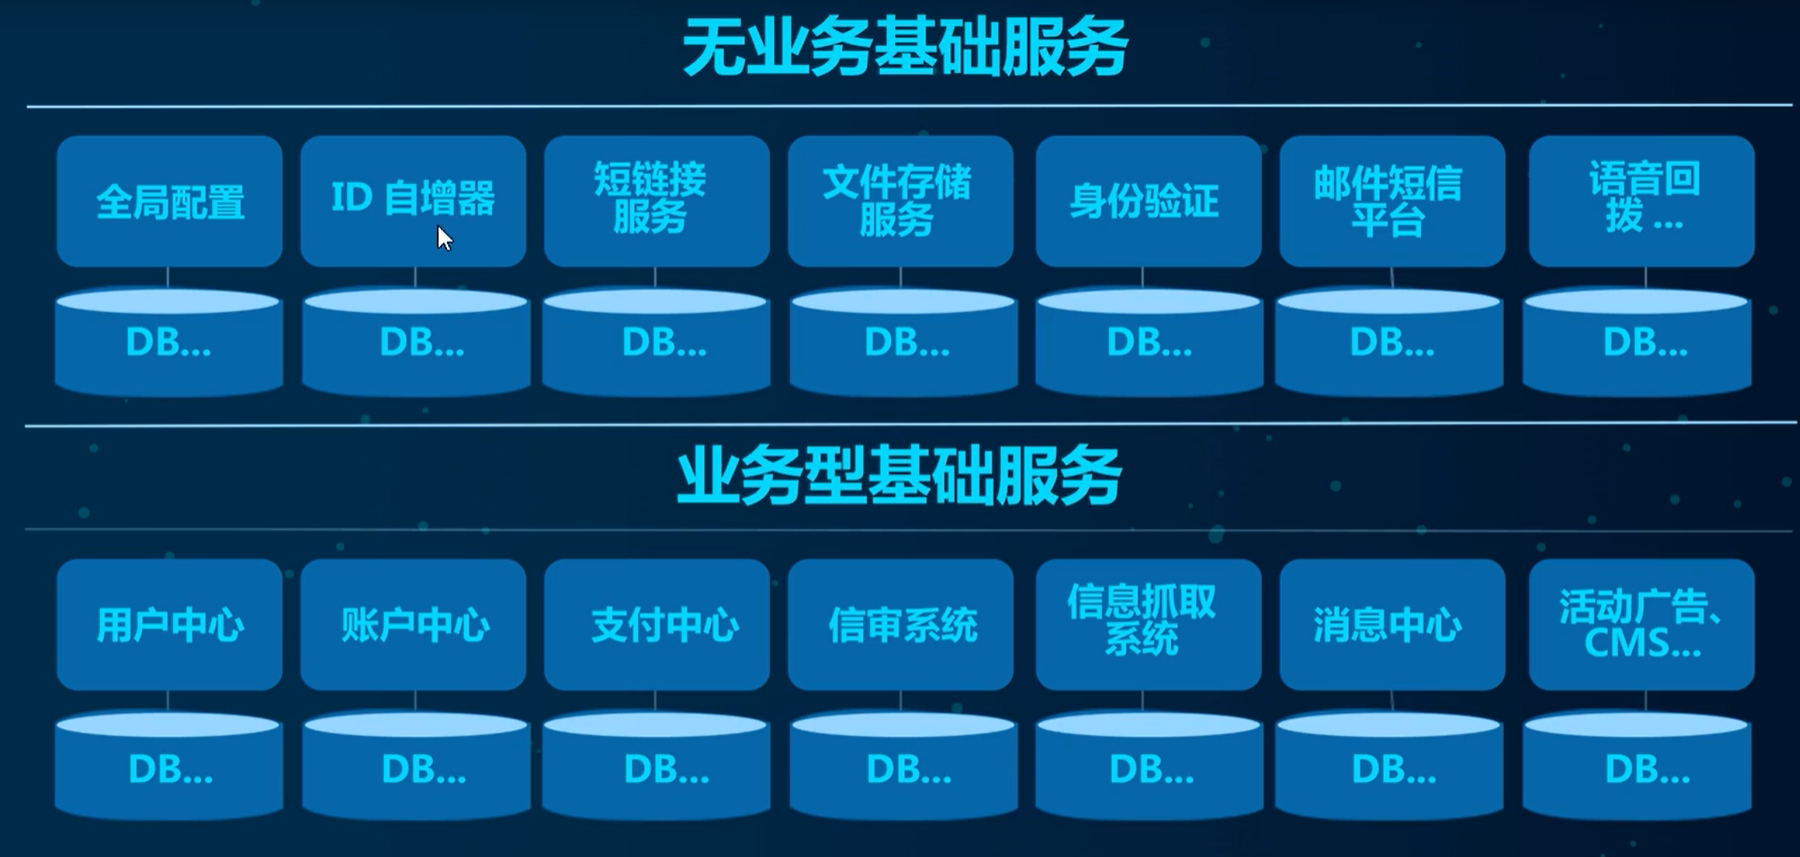 无业务基础服务
全局配置
ID 自增器
短链接
服务
文件存储
服务
身份验证
邮件短信
平台
语音回
拨 ...
DB...
DB...
DB...
DB...
DB...
DB...
DB...
业务型基础服务
用户中心
账户中心
支付中心
信审系统
信息抓取
系统
消息中心
活动广告、
CMS...
DB...
DB...
DB...
DB...
DB...
DB...
DB...